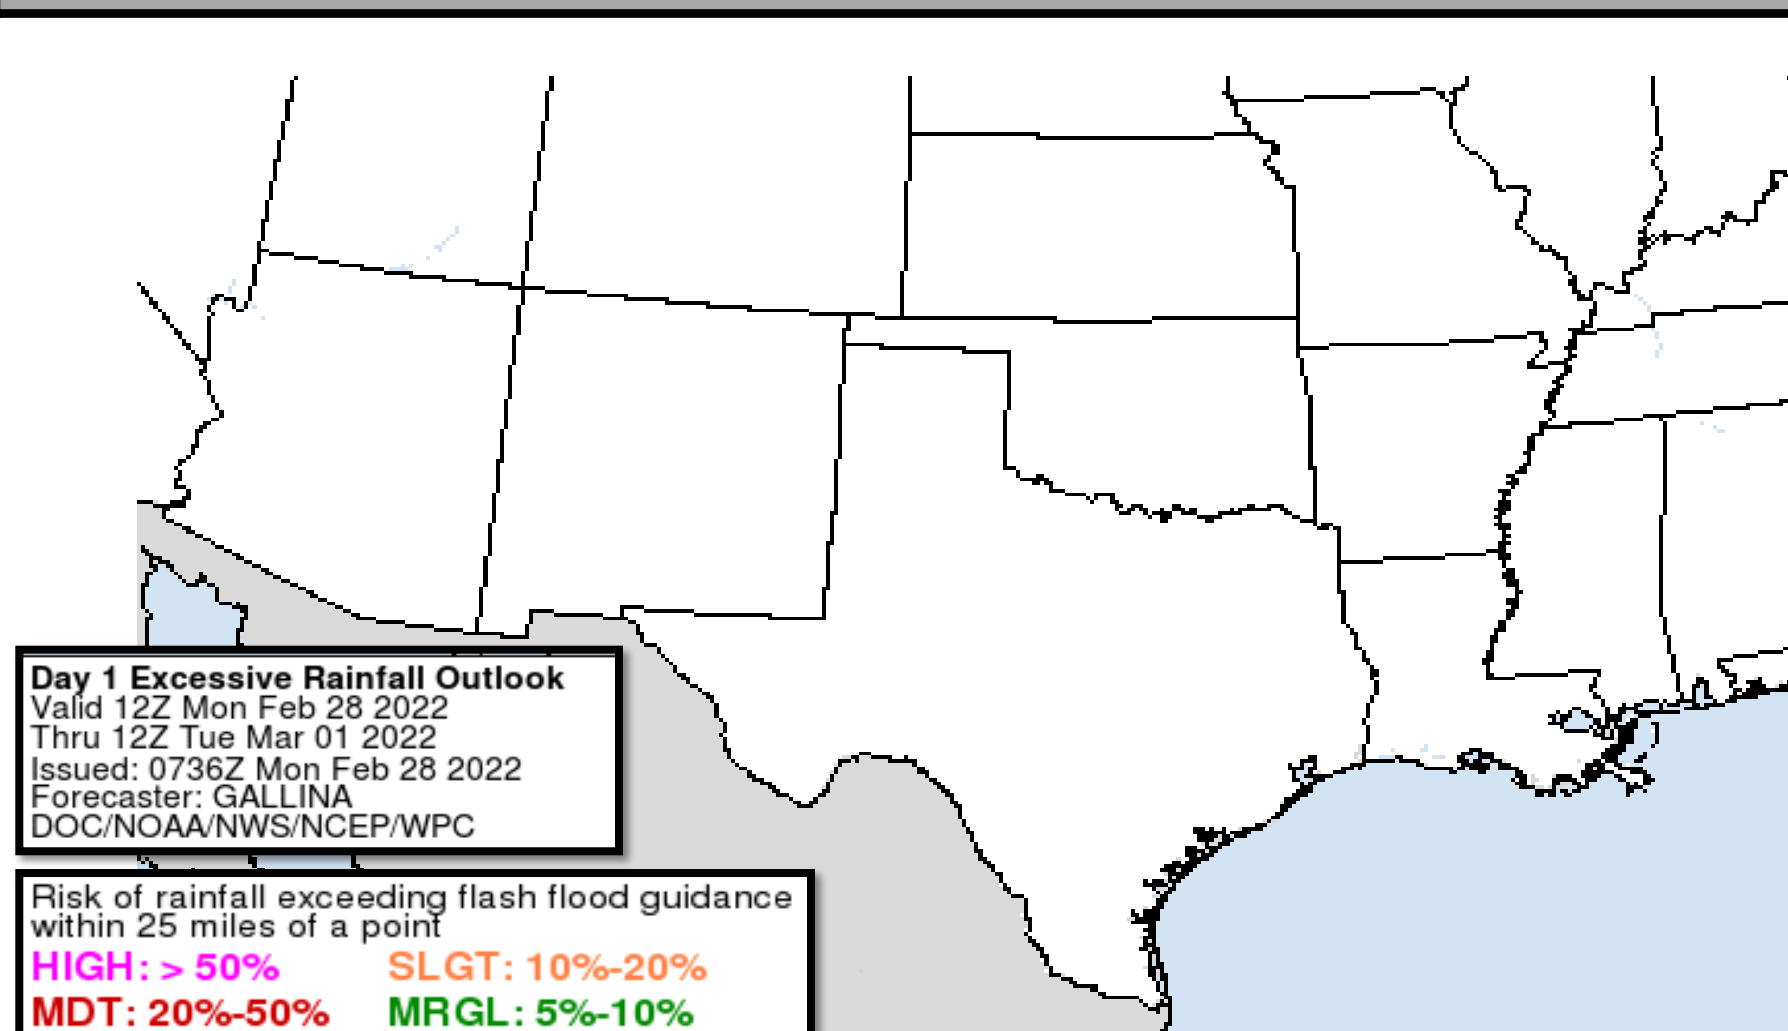 Day 1 Excessive Rainfall Outlook
Valid 12Z Mon Feb 28 2022
Thru 12Z Tue Mar 01 2022
Issued: 0736Z Mon Feb 28 2022
Forecaster: GALLINA
DOC/NOAA/NWS/NCEP/WPC
Risk of rainfall exceeding flash flood guidance
within 25 miles of a point
HIGH: > 50% SLGT: 10%-20%
MDT: 20%-50% MRGL: 5%-10%